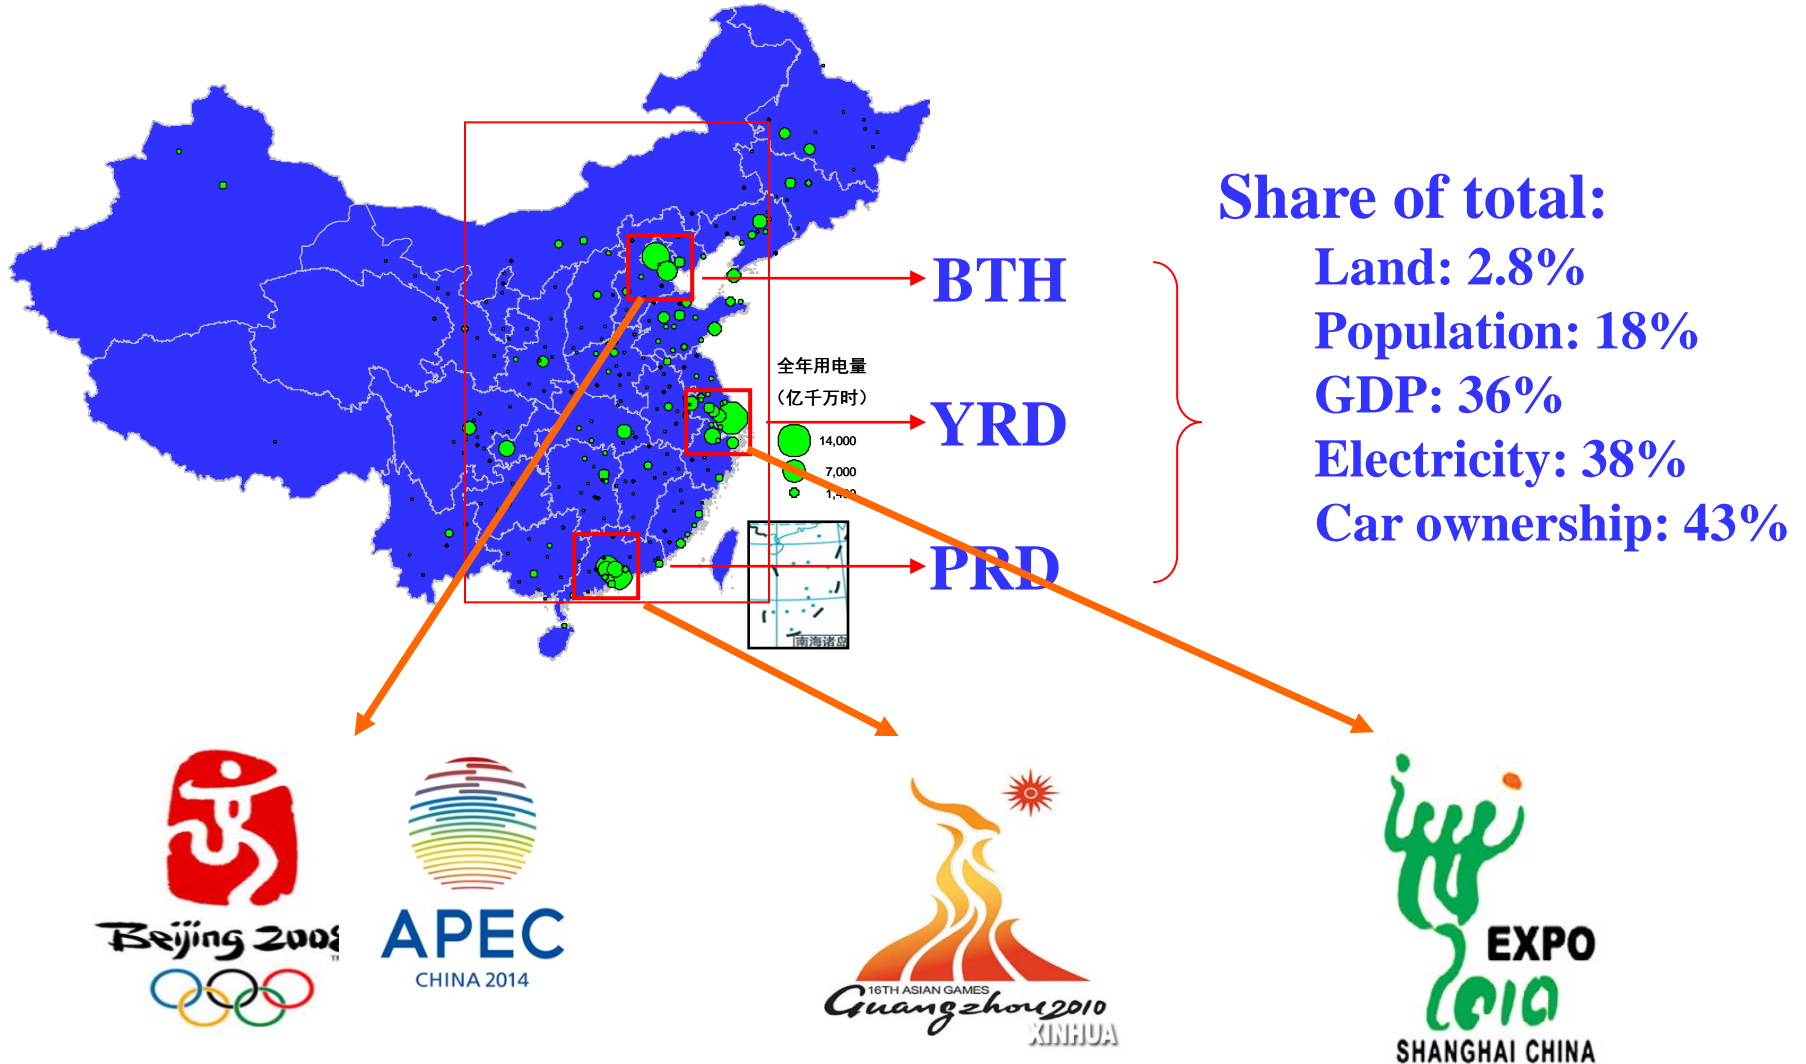 Share of total:
Land: 2.8%
Population: 18%
GDP: 36%
Electricity: 38%
Car ownership: 43%
BTH
YRD
PRD
全年用电量
（亿千万时）
14,000
7,000
南海诸岛
Beijing 2008
TM
APEC
CHINA 2014
16TH ASIAN GAMES
Guangzhou 2010
XINHUA
EXPO
2010
SHANGHAI CHINA